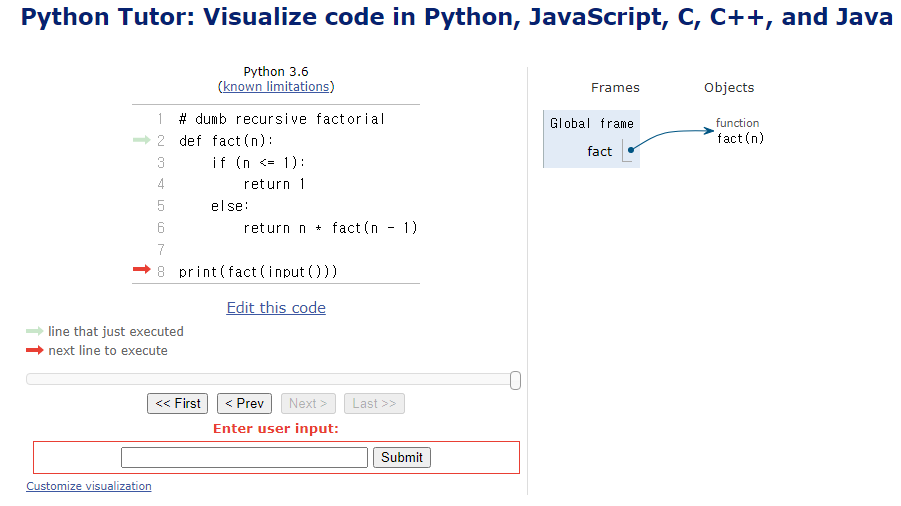 Python Tutor: Visualize code in Python, JavaScript, C, C++, and Java
Python 3.6
(known limitations)
1 # dumb recursive factorial
2 def fact(n):
3     if (n <= 1):
4         return 1
5     else:
6         return n * fact(n - 1)
7
8 print(fact(input()))
Edit this code
line that just executed
next line to execute
<< First < Prev Next > Last >>
Enter user input:
Submit
Customize visualization
Frames Objects
Global frame
fact
function
fact(n)